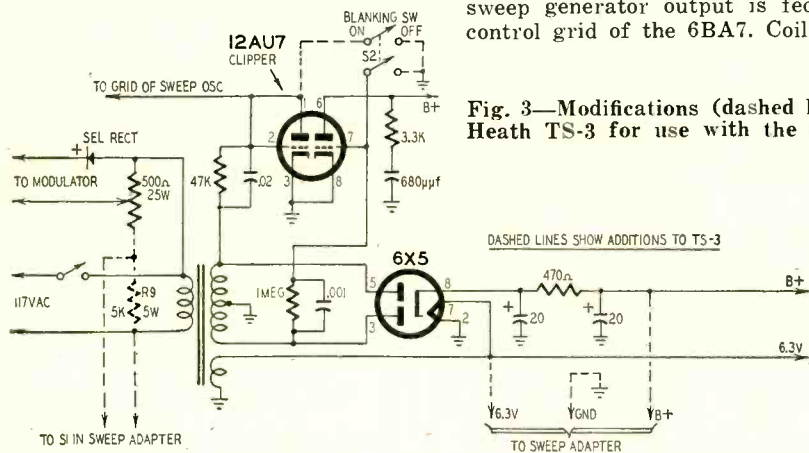 sweep generator output is fed
control grid of the 6BA7. Coil
Fig. 3—Modifications (dashed
Heath TS-3 for use with the
BLANKING SW
ON OFF
S2
12AU7
CLIPPER
TO GRID OF SWEEP OSC
B+
1 6
2 7
3 8
3.3K
680μμf
+ SEL RECT
TO MODULATOR
500Ω
25W
47K
.02
DASHED LINES SHOW ADDITIONS TO TS-3
6X5
117VAC
R9
5K 5W
1MEG
.001
5 8
3 7
2
470Ω
B+
+ 20
+ 20
6.3V
6.3V
GND
B+
TO S1 IN SWEEP ADAPTER
TO SWEEP ADAPTER